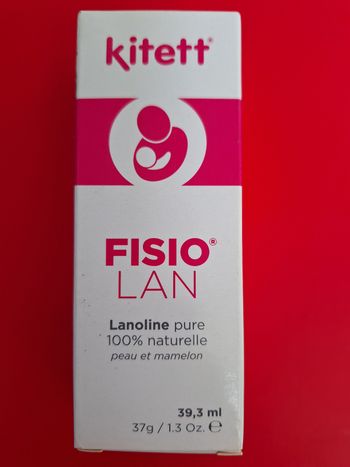 kitett®
FISIO®
LAN
Lanoline pure
100% naturelle
peau et mamelon
39,3 ml
37g / 1.3 Oz. ℮